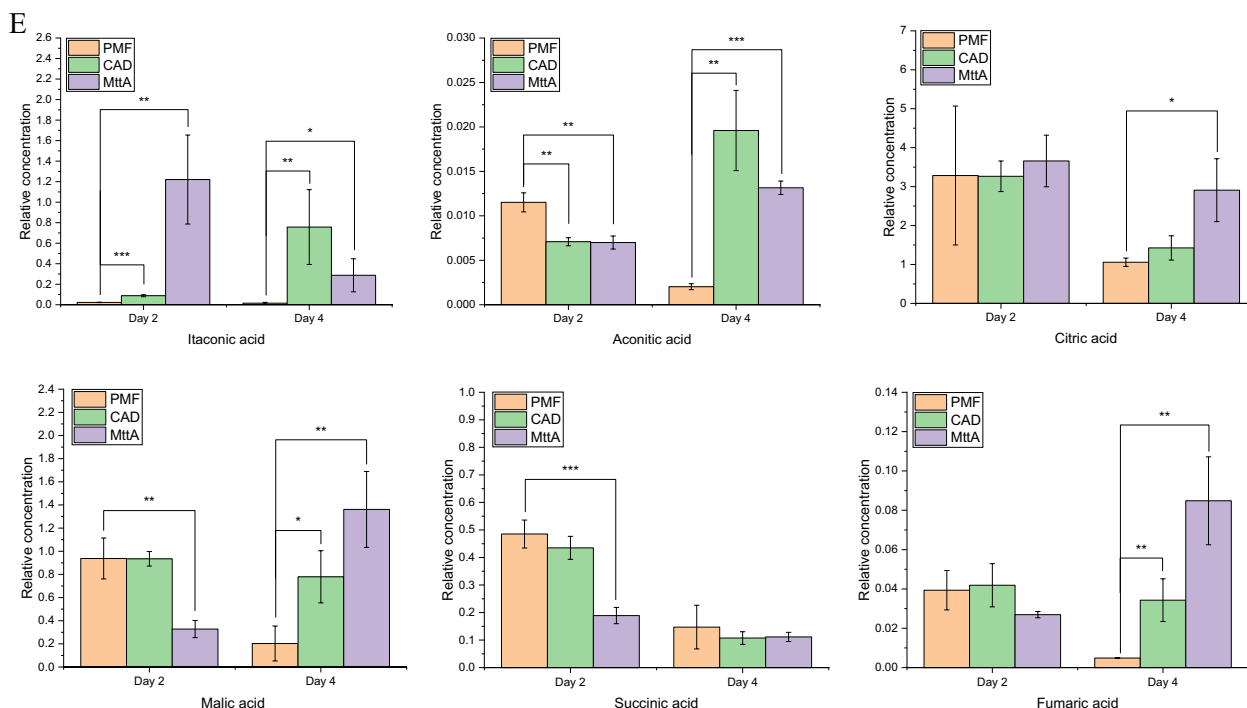 E
PMF
CAD
MttA
2.6
2.4
2.2
2.0
1.8
1.6
1.4
1.2
1.0
0.8
0.6
0.4
0.2
0.0
Relative concentration
**
***
*
**
Day 2
Day 4
Itaconic acid
PMF
CAD
MttA
0.030
0.025
0.020
0.015
0.010
0.005
0.000
Relative concentration
**
**
***
**
Day 2
Day 4
Aconitic acid
PMF
CAD
MttA
7
6
5
4
3
2
1
0
Relative concentration
*
Day 2
Day 4
Citric acid
PMF
CAD
MttA
2.4
2.2
2.0
1.8
1.6
1.4
1.2
1.0
0.8
0.6
0.4
0.2
0.0
Relative concentration
**
**
*
Day 2
Day 4
Malic acid
PMF
CAD
MttA
1.0
0.9
0.8
0.7
0.6
0.5
0.4
0.3
0.2
0.1
0.0
Relative concentration
***
Day 2
Day 4
Succinic acid
PMF
CAD
MttA
0.14
0.12
0.10
0.08
0.06
0.04
0.02
0.00
Relative concentration
**
**
Day 2
Day 4
Fumaric acid